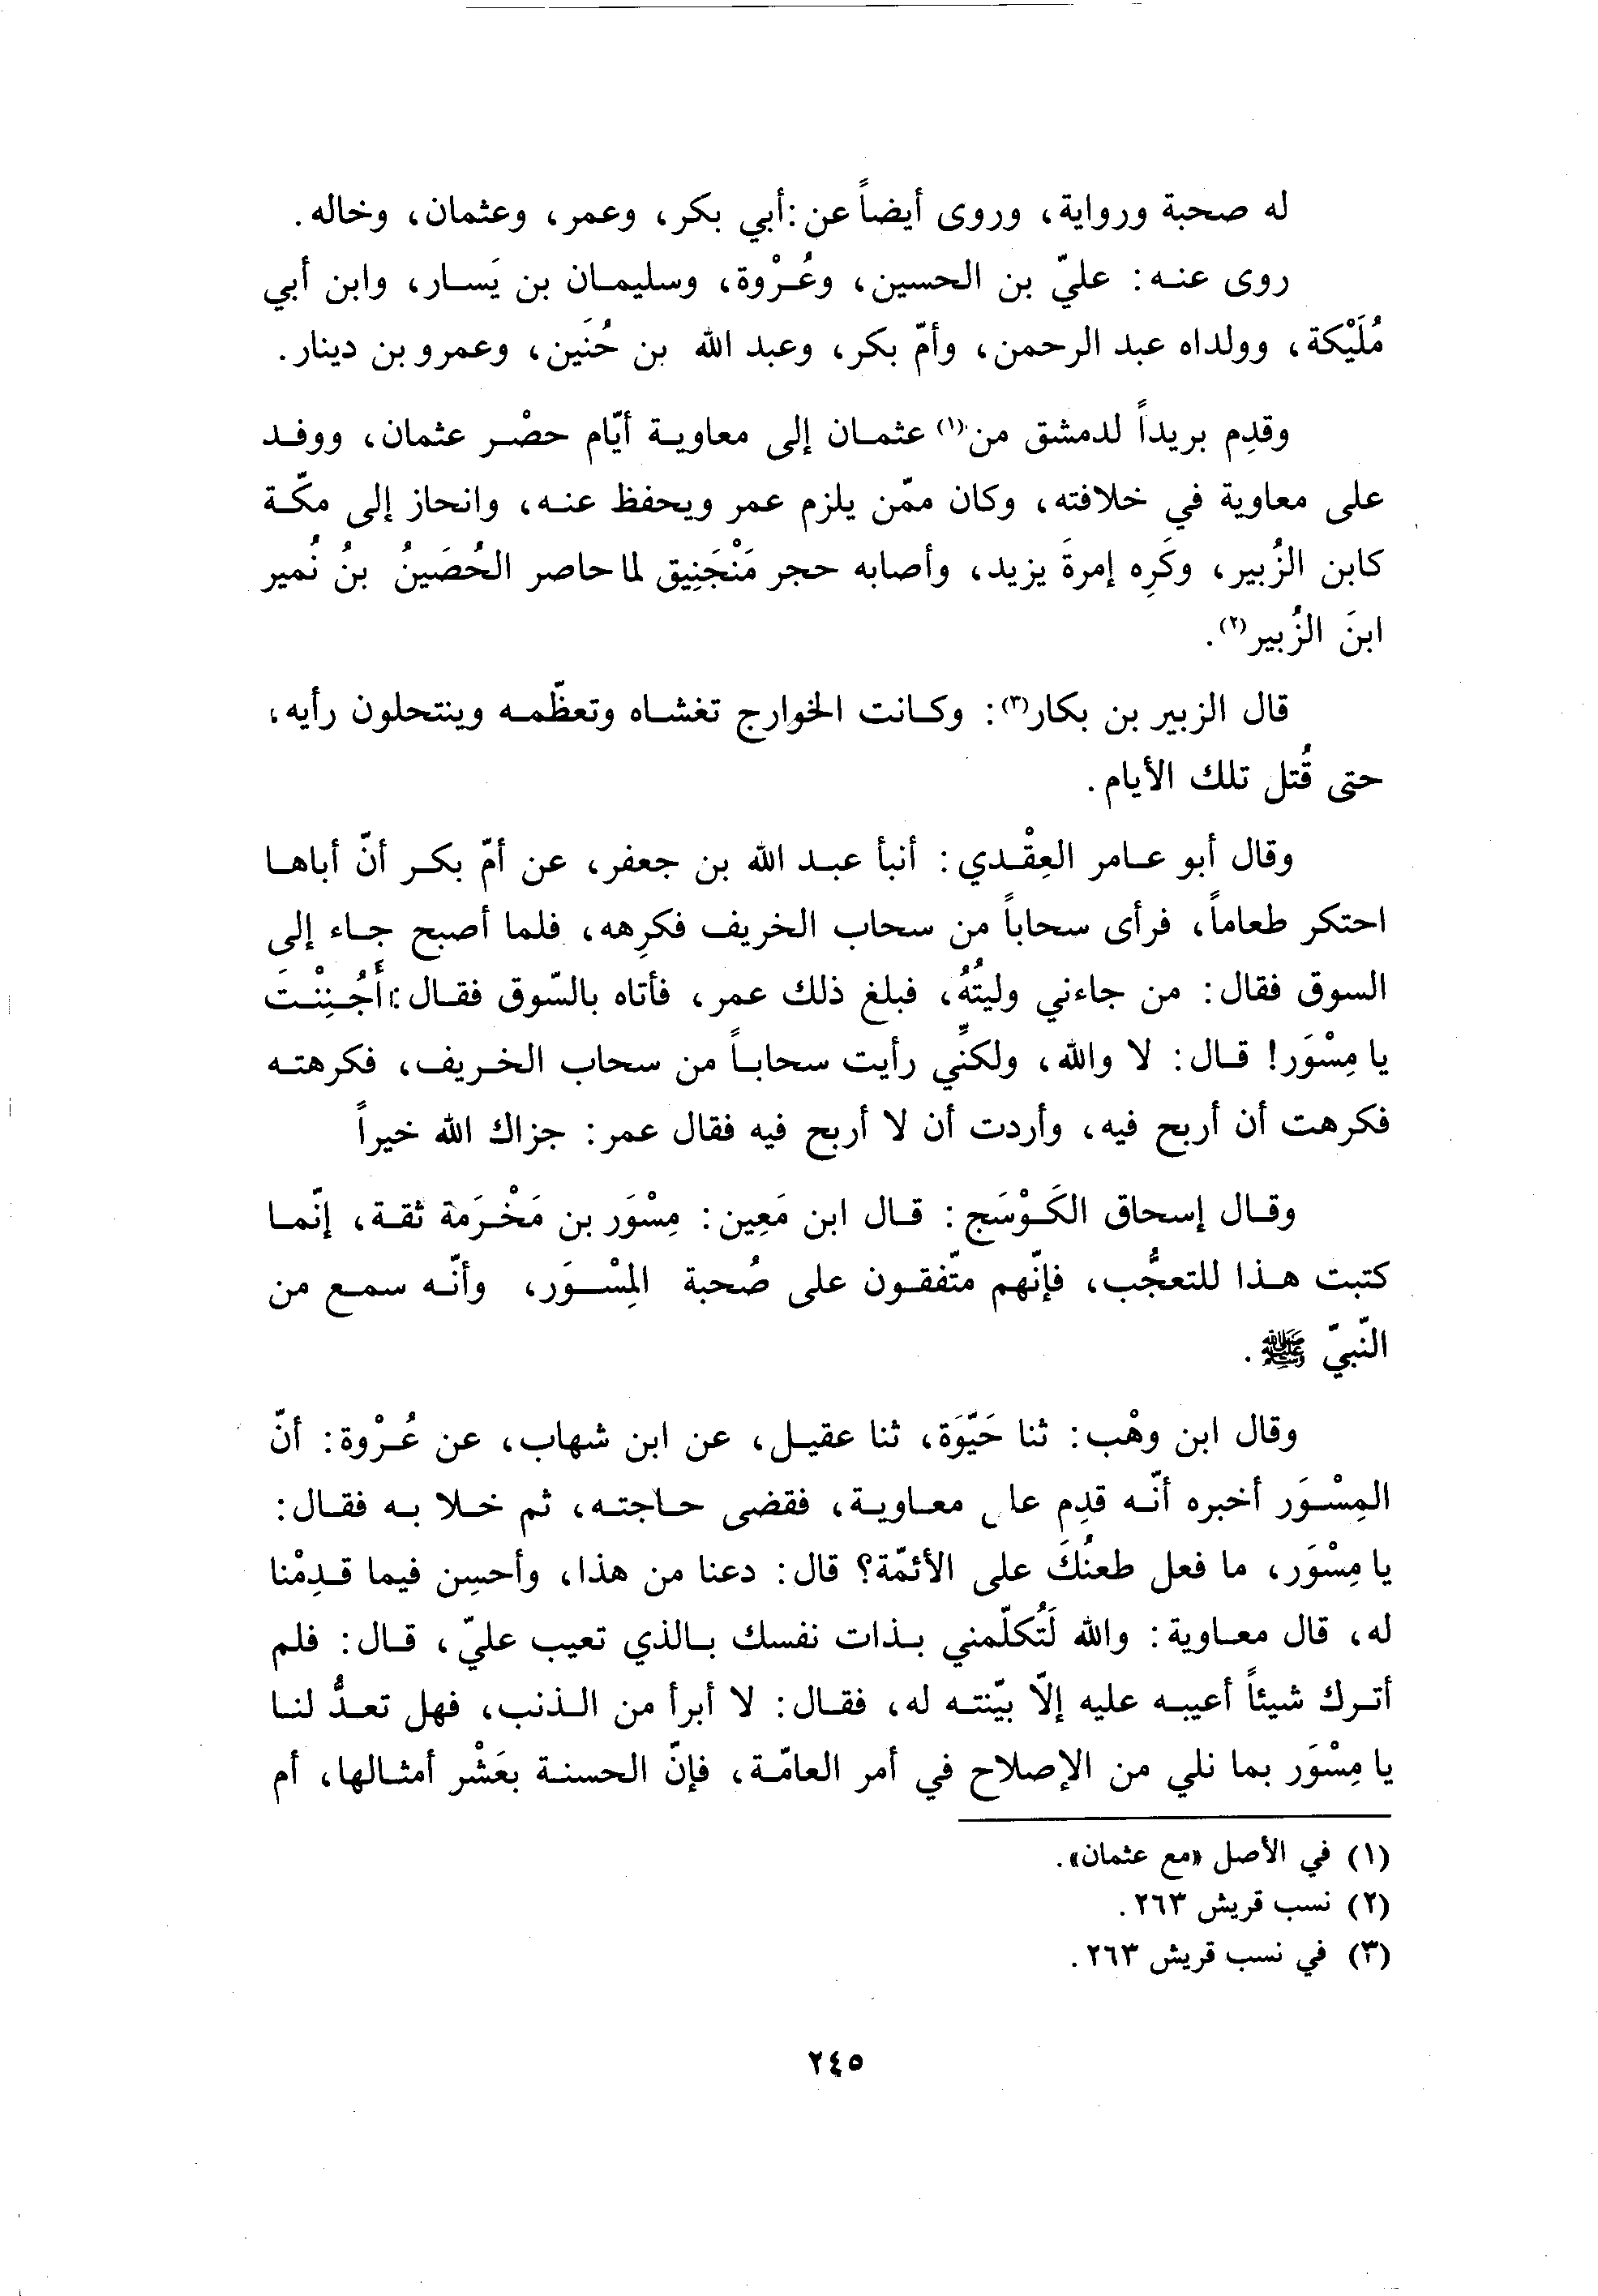 له صحبة ورواية، وروى أيضاً عن: أبي بكر، وعمر، وعثمان، وخاله.
روى عنه: عليّ بن الحسين، وعُرْوة، وسليمان بن يَسار، وابن أبي
مُلَيْكة، وولداه عبد الرحمن، وأمّ بكر، وعبد الله بن حُنَين، وعمرو بن دينار.
وقدِم بريداً لدمشق من(١) عثمان إلى معاوية أيّام حصْر عثمان، ووفد
على معاوية في خلافته، وكان ممّن يلزم عمر ويحفظ عنه، وانحاز إلى مكّة
كابن الزُبير، وكَرِه إمرةَ يزيد، وأصابه حجر مَنْجَنِيق لما حاصر الحُصَينُ بنُ نُمير
ابنَ الزُبير(٢).
قال الزبير بن بكار(٣): وكانت الخوارج تغشاه وتعظّمه وينتحلون رأيه،
حتى قُتل تلك الأيام.
وقال أبو عامر العِقْدي: أنبأ عبد الله بن جعفر، عن أمّ بكر أنّ أباها
احتكر طعاماً، فرأى سحاباً من سحاب الخريف فكرِهه، فلما أصبح جاء إلى
السوق فقال: من جاءني وليتُهُ، فبلغ ذلك عمر، فأتاه بالسّوق فقال: أَجُنِنْتَ
يا مِسْوَر! قال: لا والله، ولكنّي رأيت سحاباً من سحاب الخريف، فكرهته
فكرهت أن أربح فيه، وأردت أن لا أربح فيه فقال عمر: جزاك الله خيراً
وقال إسحاق الكَوْسَج: قال ابن مَعِين: مِسْوَر بن مَخْرَمة ثقة، إنّما
كتبت هذا للتعجُّب، فإنّهم متّفقون على صُحبة المِسْوَر، وأنّه سمع من
النّبيّ ﷺ.
وقال ابن وهْب: ثنا حَيّوَة، ثنا عقيل، عن ابن شهاب، عن عُرْوة: أنّ
المِسْوَر أخبره أنّه قدِم على معاوية، فقضى حاجته، ثم خلا به فقال:
يا مِسْوَر، ما فعل طعنُكَ على الأئمّة؟ قال: دعنا من هذا، وأحسِن فيما قدِمْنا
له، قال معاوية: والله لَتُكلّمني بذات نفسك بالذي تعيب عليّ، قال: فلم
أترك شيئاً أعيبه عليه إلاّ بيّنته له، فقال: لا أبرأ من الذنب، فهل تعدُّ لنا
يا مِسْوَر بما نلي من الإصلاح في أمر العامّة، فإنّ الحسنة بعَشْر أمثالها، أم
(١) في الأصل «مع عثمان».
(٢) نسب قريش ٢٦٣.
(٣) في نسب قريش ٢٦٣.
٢٤٥